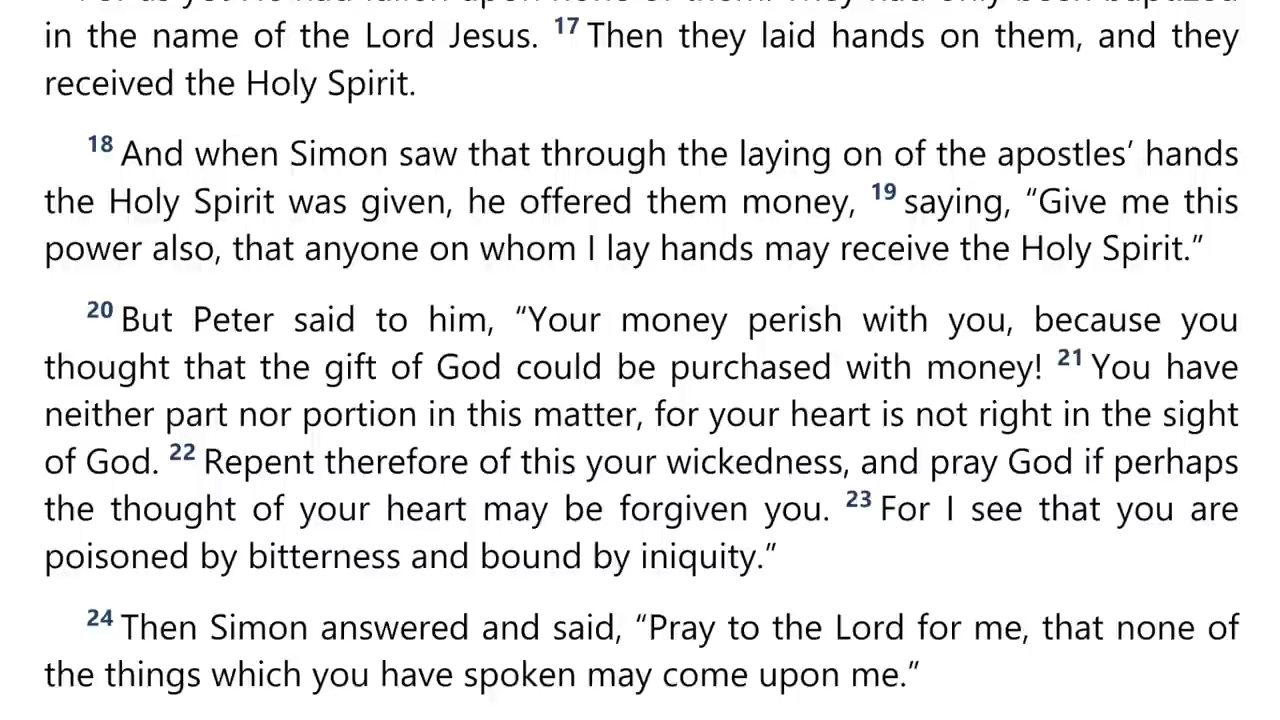 in the name of the Lord Jesus. 17 Then they laid hands on them, and they
received the Holy Spirit.
18 And when Simon saw that through the laying on of the apostles’ hands
the Holy Spirit was given, he offered them money, 19 saying, “Give me this
power also, that anyone on whom I lay hands may receive the Holy Spirit.”
20 But Peter said to him, “Your money perish with you, because you
thought that the gift of God could be purchased with money! 21 You have
neither part nor portion in this matter, for your heart is not right in the sight
of God. 22 Repent therefore of this your wickedness, and pray God if perhaps
the thought of your heart may be forgiven you. 23 For I see that you are
poisoned by bitterness and bound by iniquity.”
24 Then Simon answered and said, “Pray to the Lord for me, that none of
the things which you have spoken may come upon me.”